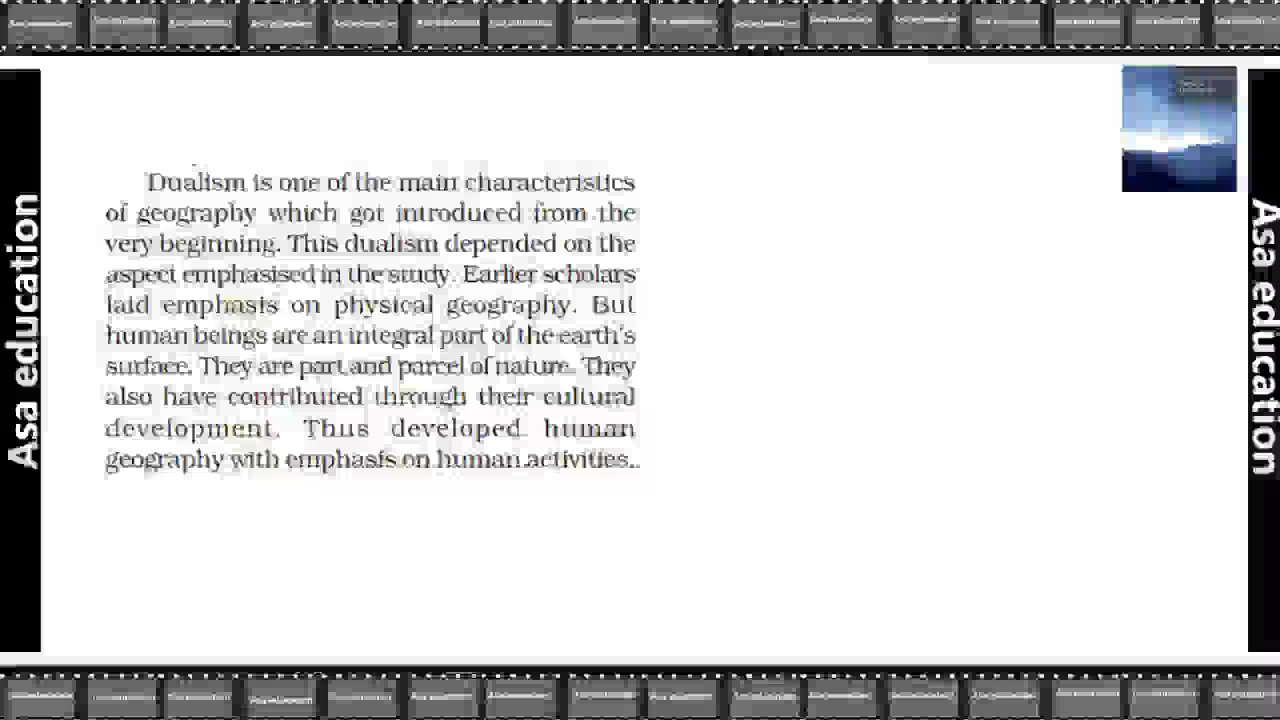 Dualism is one of the main characteristics
of geography which got introduced from the
very beginning. This dualism depended on the
aspect emphasised in the study. Earlier scholars
laid emphasis on physical geography. But
human beings are an integral part of the earth's
surface. They are part and parcel of nature. They
also have contributed through their cultural
development. Thus developed human
geography with emphasis on human activities.
Asa education
Asa education